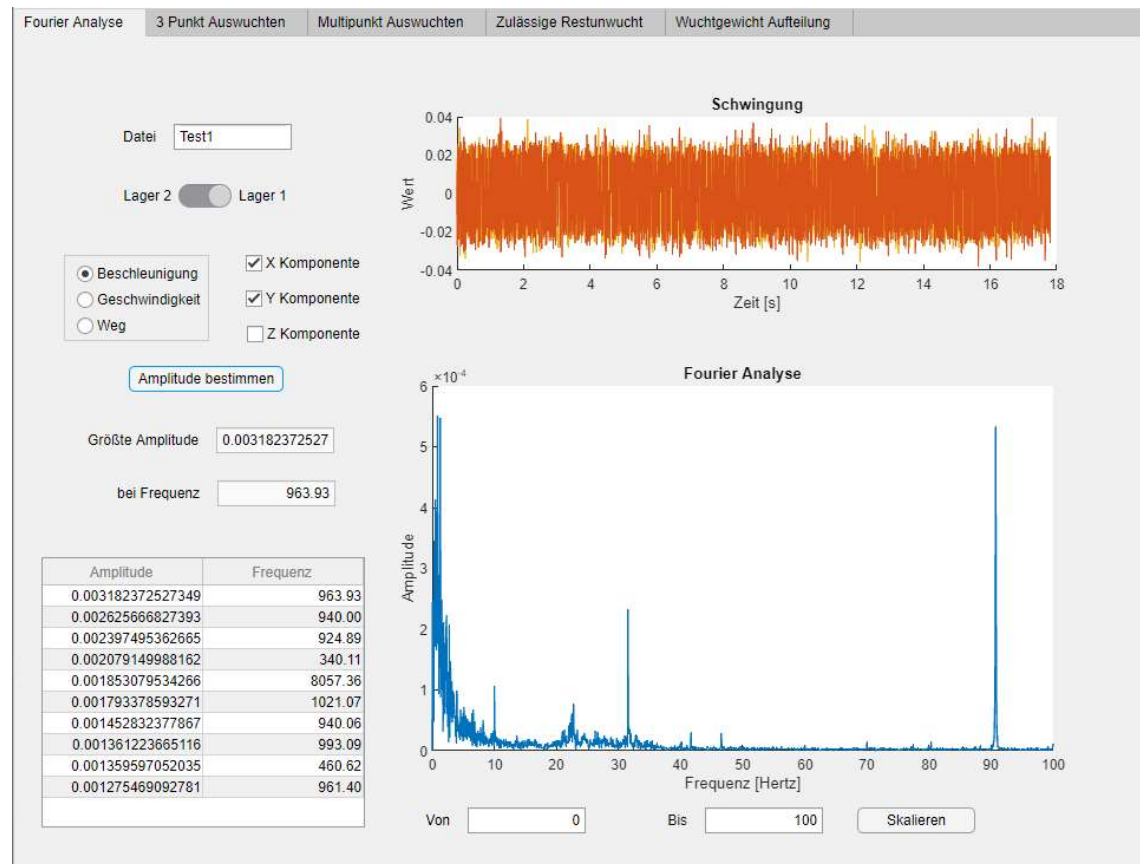 Fourier Analyse 3 Punkt Auswuchten Multipunkt Auswuchten Zulässige Restunwucht Wuchtgewicht Aufteilung
Datei Test1
Lager 2 Lager 1
Beschleunigung
Geschwindigkeit
Weg
X Komponente
Y Komponente
Z Komponente
Amplitude bestimmen
Größte Amplitude 0.003182372527
bei Frequenz 963.93
Amplitude Frequenz
0.003182372527349 963.93
0.002625666827393 940.00
0.002397495362665 924.89
0.002079149988162 340.11
0.001853079534266 8057.36
0.001793378593271 1021.07
0.001452832377867 940.06
0.001361223665116 993.09
0.001359597052035 460.62
0.001275469092781 961.40
Schwingung
Wert
0.04
0.02
0
-0.02
-0.04
0 2 4 6 8 10 12 14 16 18
Zeit [s]
Fourier Analyse
×10-4
Amplitude
6
5
4
3
2
1
0
0 10 20 30 40 50 60 70 80 90 100
Frequenz [Hertz]
Von 0 Bis 100 Skalieren